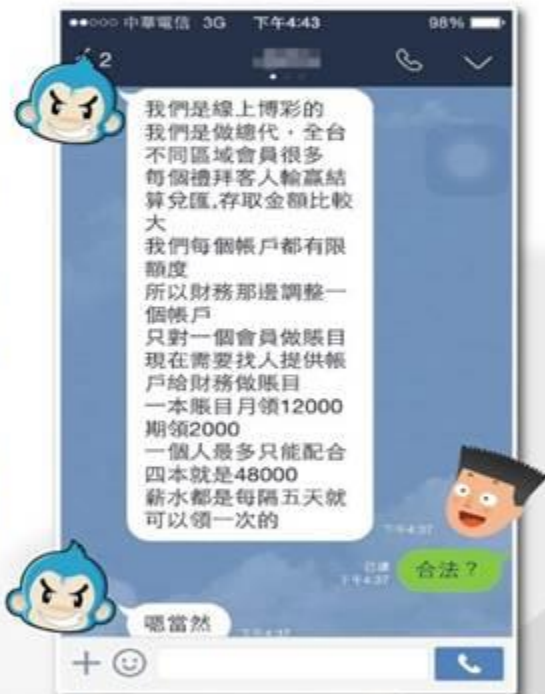 中華電信 3G 下午4:43 98%
2
我們是線上博彩的
我們是做總代，全台
不同區域會員很多
每個禮拜客人輸贏結
算兌匯,存取金額比較
大
我們每個帳戶都有限
額度
所以財務那邊調整一
個帳戶
只對一個會員做賬目
現在需要找人提供帳
戶給財務做賬目
一本賬目月領12000
期領2000
一個人最多只能配合
四本就是48000
薪水都是每隔五天就
可以領一次的
下午4:37
已讀
下午4:37
合法？
嗯當然
下午4:37